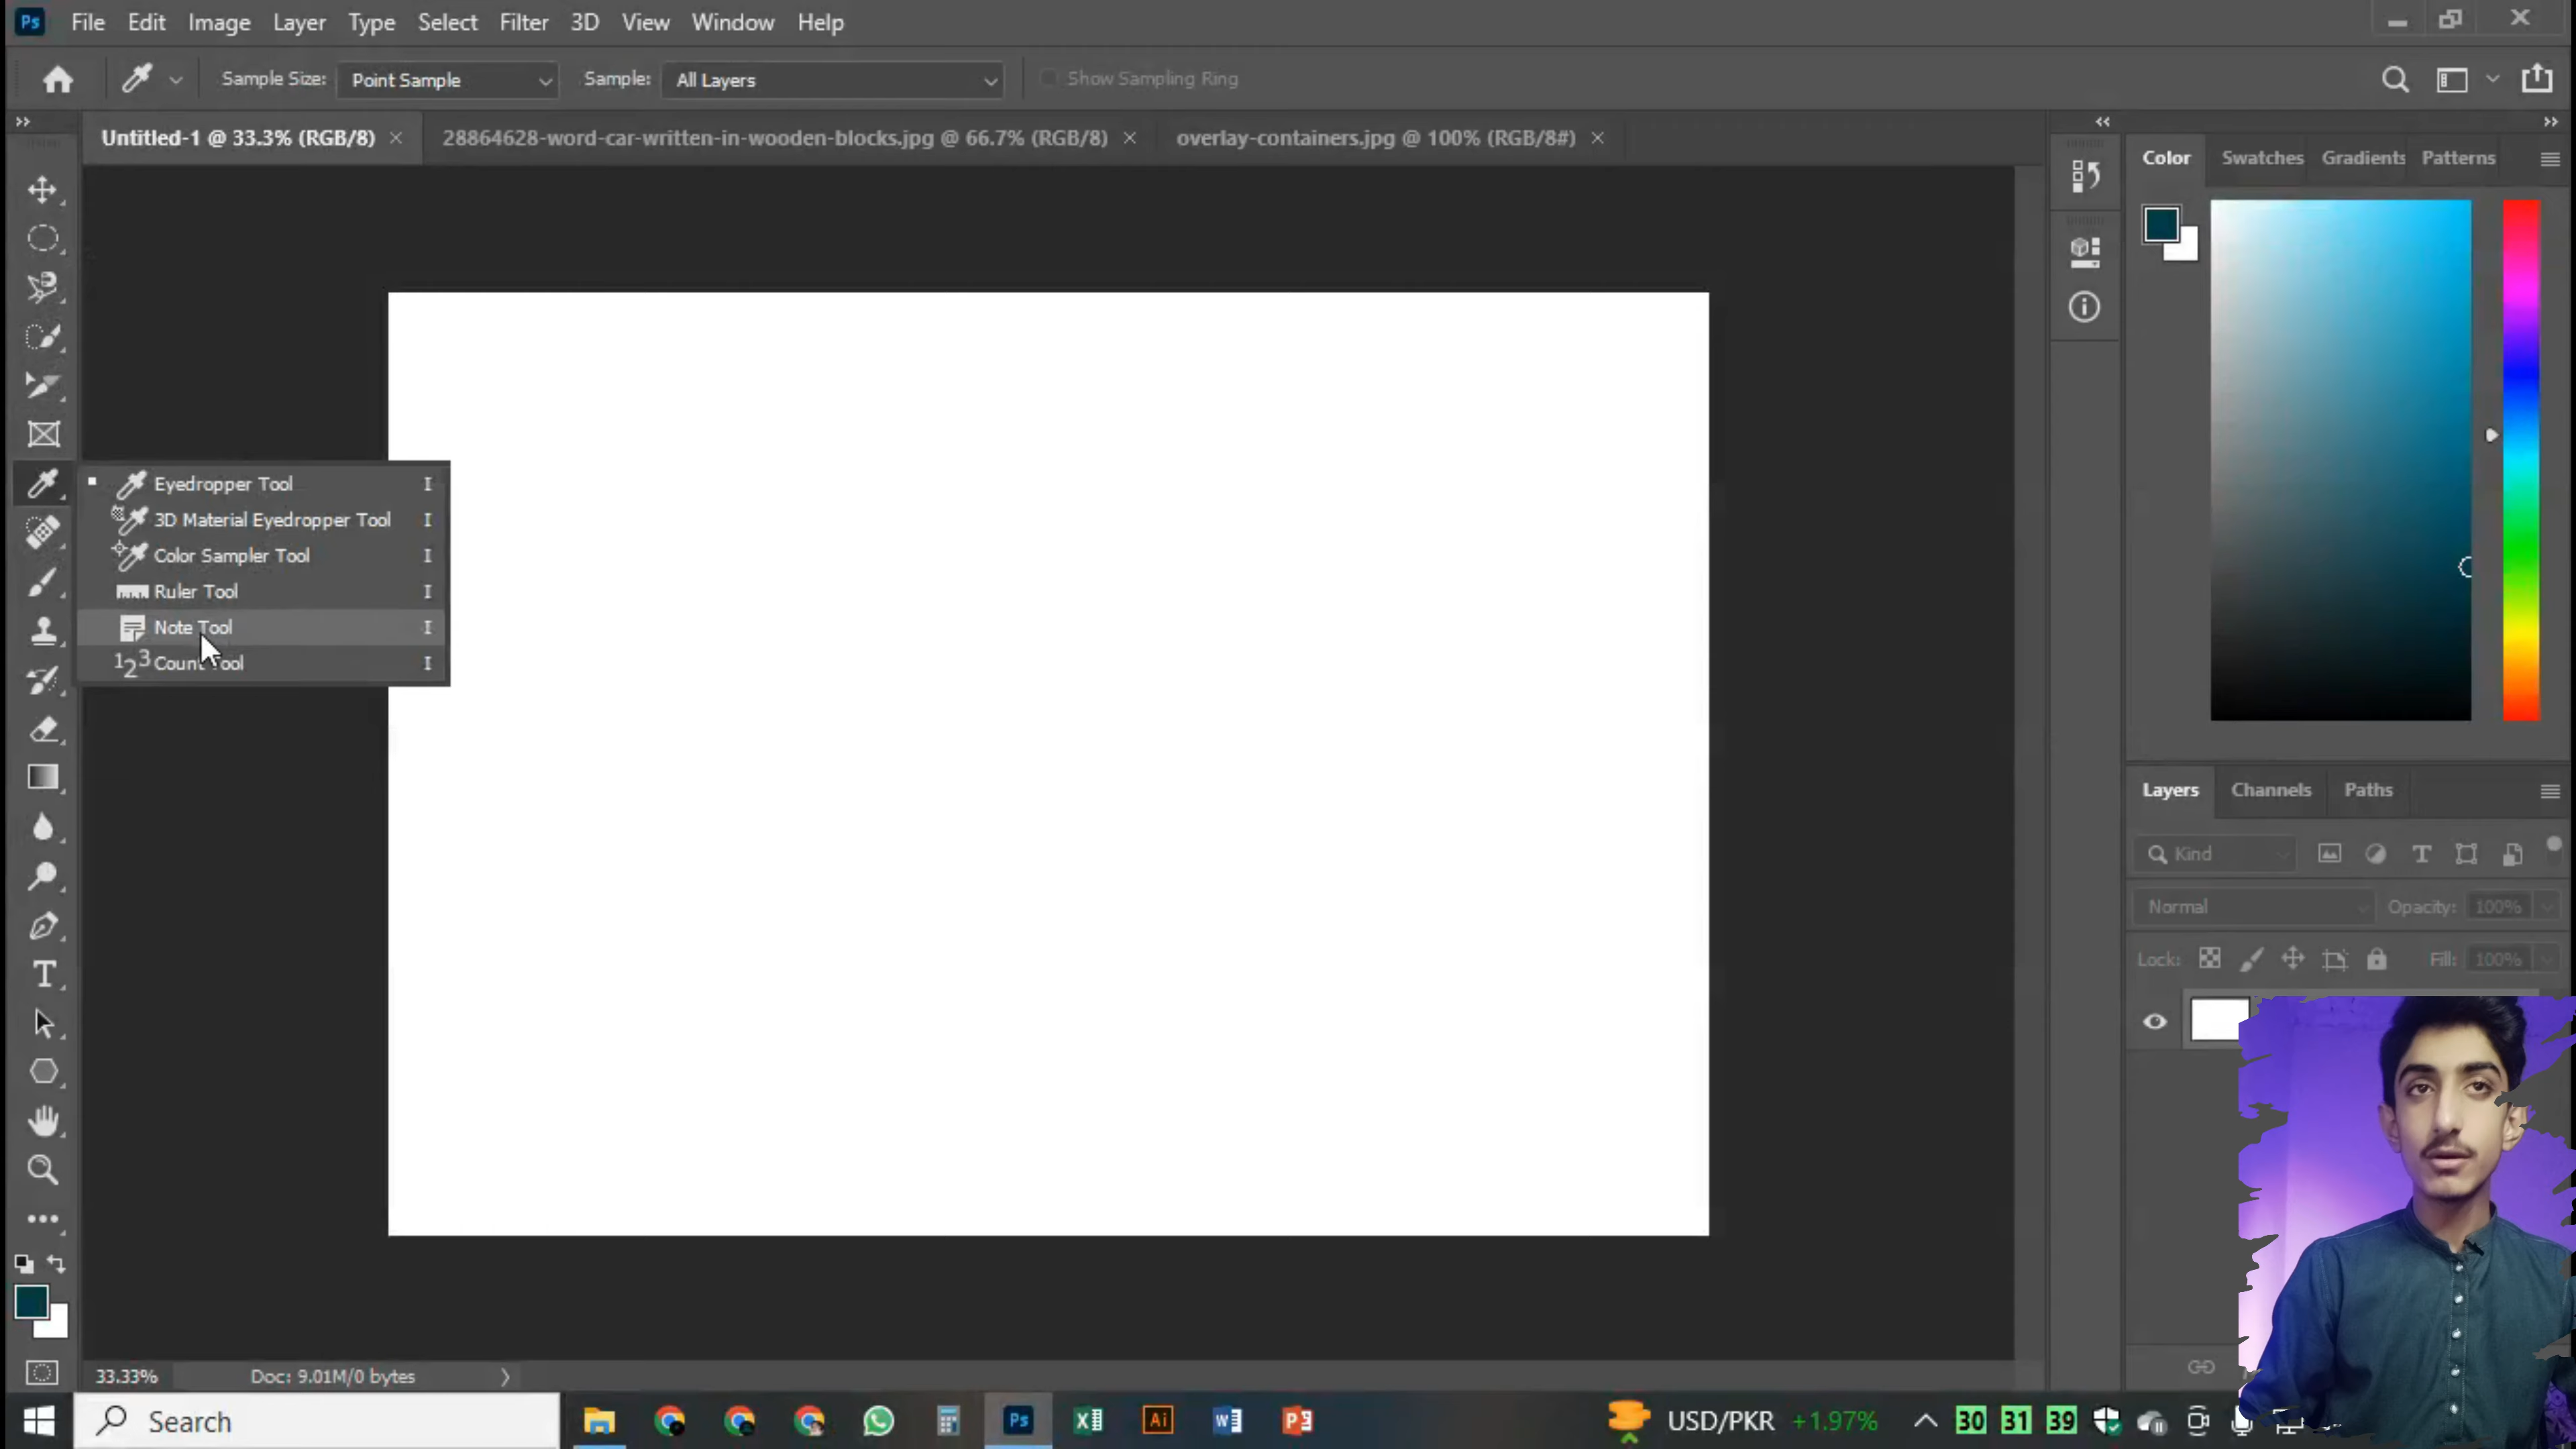 Ps File Edit Image Layer Type Select Filter 3D View Window Help
Sample Size: Point Sample Sample: All Layers Show Sampling Ring
Untitled-1 @ 33.3% (RGB/8) × 28864628-word-car-written-in-wooden-blocks.jpg @ 66.7% (RGB/8) × overlay-containers.jpg @ 100% (RGB/8#) ×
Color Swatches Gradients Patterns
Eyedropper Tool I
3D Material Eyedropper Tool I
Color Sampler Tool I
Ruler Tool I
Note Tool I
123 Count Tool I
Layers Channels Paths
Kind
Normal Opacity: 100%
Lock: Fill: 100%
33.33% Doc: 9.01M/0 bytes
Search Ps Ai USD/PKR +1.97% 30 31 39